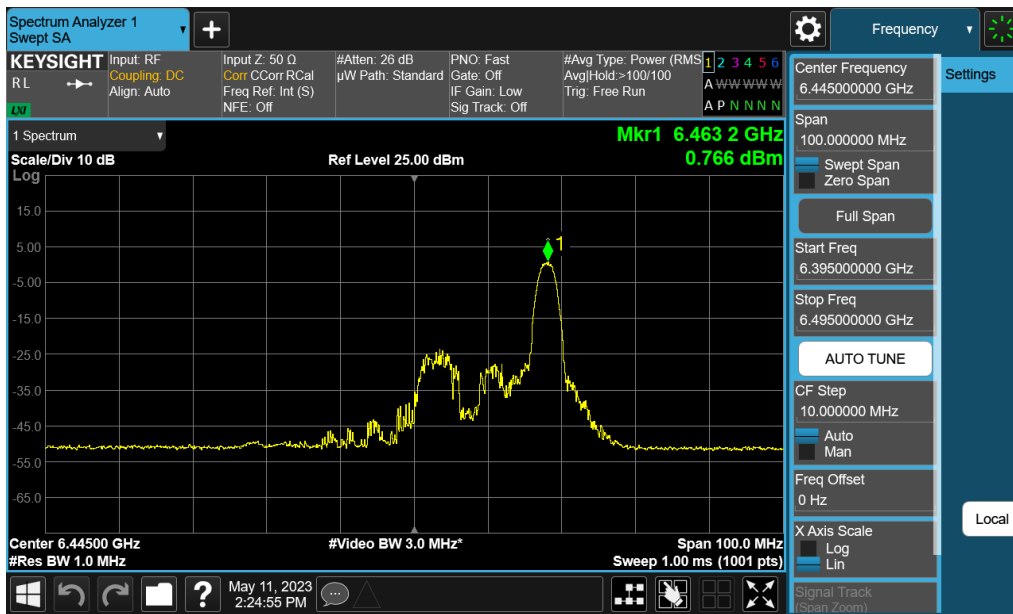 Spectrum Analyzer 1
Swept SA
Frequency
KEYSIGHT
R L
LXI
Input: RF
Coupling: DC
Align: Auto
Input Z: 50 Ω
Corr CCorr RCal
Freq Ref: Int (S)
NFE: Off
#Atten: 26 dB
µW Path: Standard
PNO: Fast
Gate: Off
IF Gain: Low
Sig Track: Off
#Avg Type: Power (RMS
Avg|Hold:>100/100
Trig: Free Run
1 2 3 4 5 6
A W W W W W
A P N N N N
Center Frequency
6.445000000 GHz
Settings
Span
100.000000 MHz
Swept Span
Zero Span
Full Span
Start Freq
6.395000000 GHz
Stop Freq
6.495000000 GHz
AUTO TUNE
CF Step
10.000000 MHz
Auto
Man
Freq Offset
0 Hz
Local
X Axis Scale
Log
Lin
Signal Track
(Span Zoom)
1 Spectrum
Mkr1 6.463 2 GHz
0.766 dBm
Scale/Div 10 dB
Ref Level 25.00 dBm
Log
15.0
5.00
1
-5.00
-15.0
-25.0
-35.0
-45.0
-55.0
-65.0
Center 6.44500 GHz
#Video BW 3.0 MHz*
Span 100.0 MHz
#Res BW 1.0 MHz
Sweep 1.00 ms (1001 pts)
?
May 11, 2023
2:24:55 PM